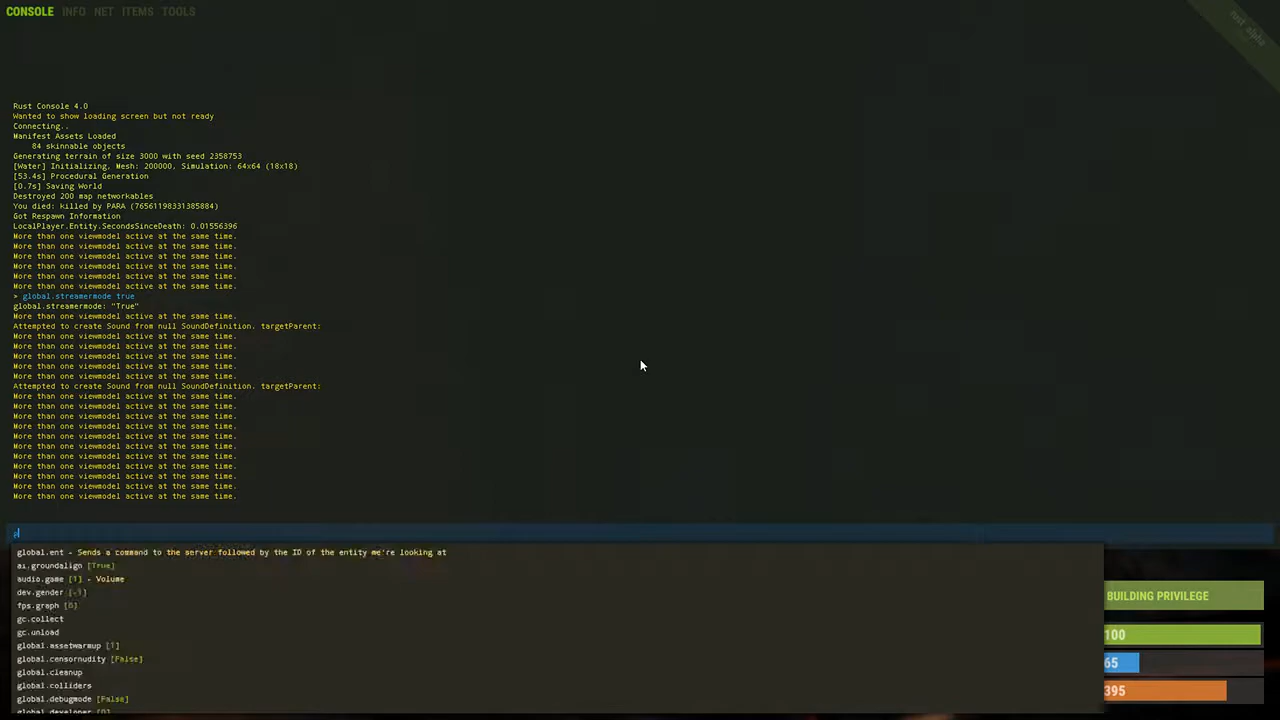 CONSOLE INFO NET ITEMS TOOLS
rust alpha
Rust Console 4.0
Wanted to show loading screen but not ready
Connecting..
Manifest Assets Loaded
84 skinnable objects
Generating terrain of size 3000 with seed 2358753
[Water] Initializing, Mesh: 200000, Simulation: 64x64 (18x18)
[53.4s] Procedural Generation
[0.7s] Saving World
Destroyed 200 map networkables
You died: killed by PARA (76561198331385884)
Got Respawn Information
LocalPlayer.Entity.SecondsSinceDeath: 0.01556396
More than one viewmodel active at the same time.
More than one viewmodel active at the same time.
More than one viewmodel active at the same time.
More than one viewmodel active at the same time.
More than one viewmodel active at the same time.
More than one viewmodel active at the same time.
> global.streamermode true
global.streamermode: "True"
More than one viewmodel active at the same time.
Attempted to create Sound from null SoundDefinition. targetParent:
More than one viewmodel active at the same time.
More than one viewmodel active at the same time.
More than one viewmodel active at the same time.
More than one viewmodel active at the same time.
More than one viewmodel active at the same time.
Attempted to create Sound from null SoundDefinition. targetParent:
More than one viewmodel active at the same time.
More than one viewmodel active at the same time.
More than one viewmodel active at the same time.
More than one viewmodel active at the same time.
More than one viewmodel active at the same time.
More than one viewmodel active at the same time.
More than one viewmodel active at the same time.
More than one viewmodel active at the same time.
More than one viewmodel active at the same time.
More than one viewmodel active at the same time.
More than one viewmodel active at the same time.
global.ent - Sends a command to the server followed by the ID of the entity we're looking at
ai.groundalign [True]
audio.game [1] - Volume
dev.gender [-1]
fps.graph [0]
gc.collect
gc.unload
global.assetwarmup [1]
global.censornudity [False]
global.cleanup
global.colliders
global.debugmode [False]
global.developer [0]
BUILDING PRIVILEGE
100
65
395